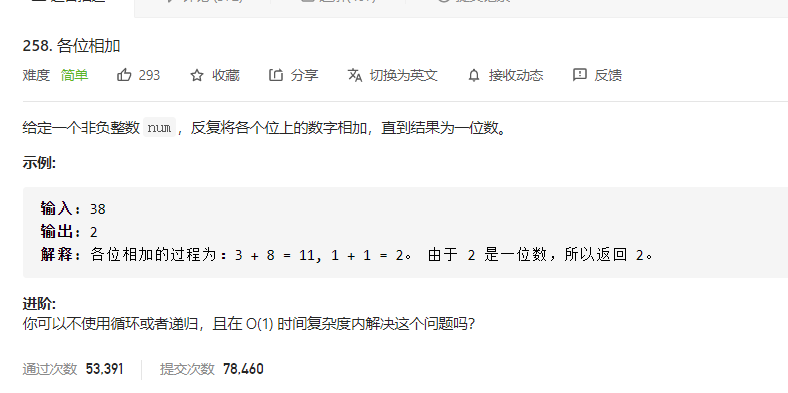 258. 各位相加
难度 简单 293 收藏 分享 切换为英文 接收动态 反馈
给定一个非负整数 num，反复将各个位上的数字相加，直到结果为一位数。
示例:
输入: 38
输出: 2
解释: 各位相加的过程为：3 + 8 = 11, 1 + 1 = 2。 由于 2 是一位数，所以返回 2。
进阶:
你可以不使用循环或者递归，且在 O(1) 时间复杂度内解决这个问题吗？
通过次数 53,391 提交次数 78,460